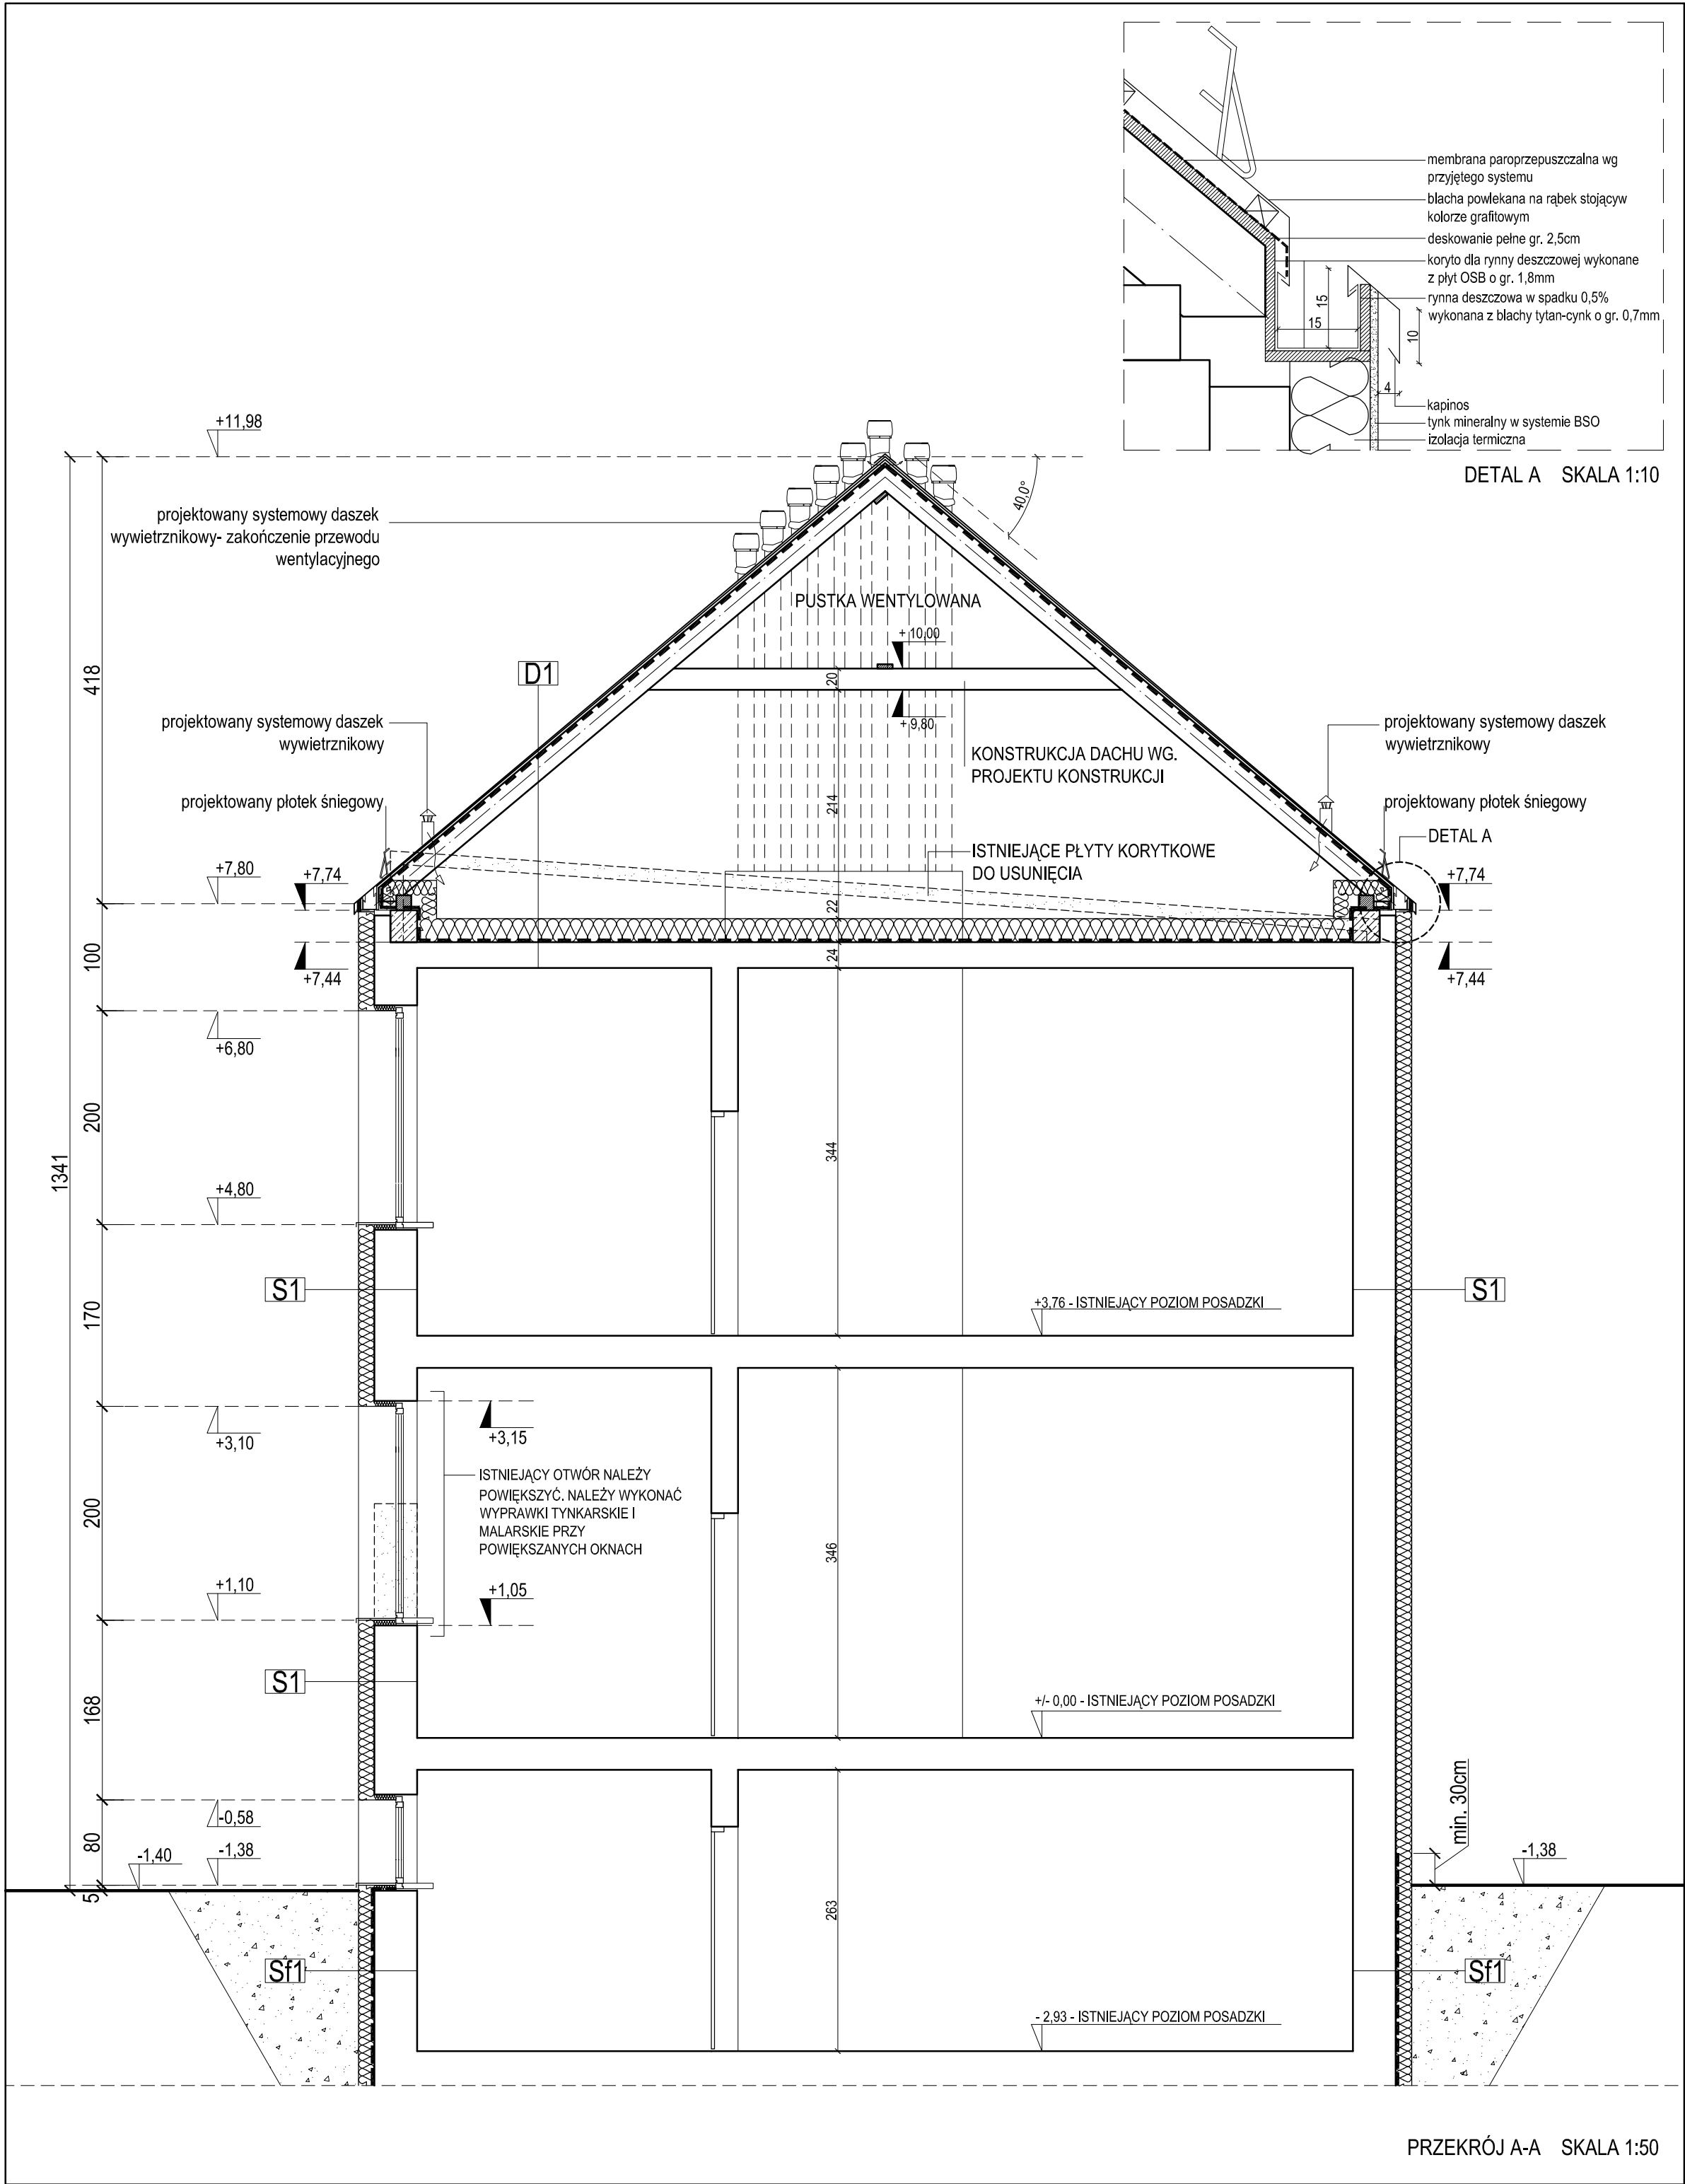 membrana paroprzepuszczalna wg
przyjętego systemu
blacha powlekana na rąbek stojącyw
kolorze grafitowym
deskowanie pełne gr. 2,5cm
koryto dla rynny deszczowej wykonane
z płyt OSB o gr. 1,8mm
rynna deszczowa w spadku 0,5%
wykonana z blachy tytan-cynk o gr. 0,7mm
15
15
10
4
kapinos
tynk mineralny w systemie BSO
izolacja termiczna
DETAL A SKALA 1:10
+11,98
40,0°
projektowany systemowy daszek
wywietrznikowy- zakończenie przewodu
wentylacyjnego
PUSTKA WENTYLOWANA
+ 10,00
D1
20
418
+ 9,80
projektowany systemowy daszek
wywietrznikowy
projektowany systemowy daszek
wywietrznikowy
KONSTRUKCJA DACHU WG.
PROJEKTU KONSTRUKCJI
projektowany płotek śniegowy
214
projektowany płotek śniegowy
DETAL A
ISTNIEJĄCE PŁYTY KORYTKOWE
DO USUNIĘCIA
+7,80
+7,74
+7,74
22
100
24
+7,44
+7,44
+6,80
200
344
1341
+4,80
S1
S1
170
+3,76 - ISTNIEJĄCY POZIOM POSADZKI
+3,10
+3,15
ISTNIEJĄCY OTWÓR NALEŻY
POWIĘKSZYĆ. NALEŻY WYKONAĆ
WYPRAWKI TYNKARSKIE I
MALARSKIE PRZY
POWIĘKSZANYCH OKNACH
200
346
+1,10
+1,05
S1
168
+/- 0,00 - ISTNIEJĄCY POZIOM POSADZKI
min. 30cm
-0,58
80
-1,40
-1,38
-1,38
5
263
Sf1
Sf1
- 2,93 - ISTNIEJĄCY POZIOM POSADZKI
PRZEKRÓJ A-A SKALA 1:50